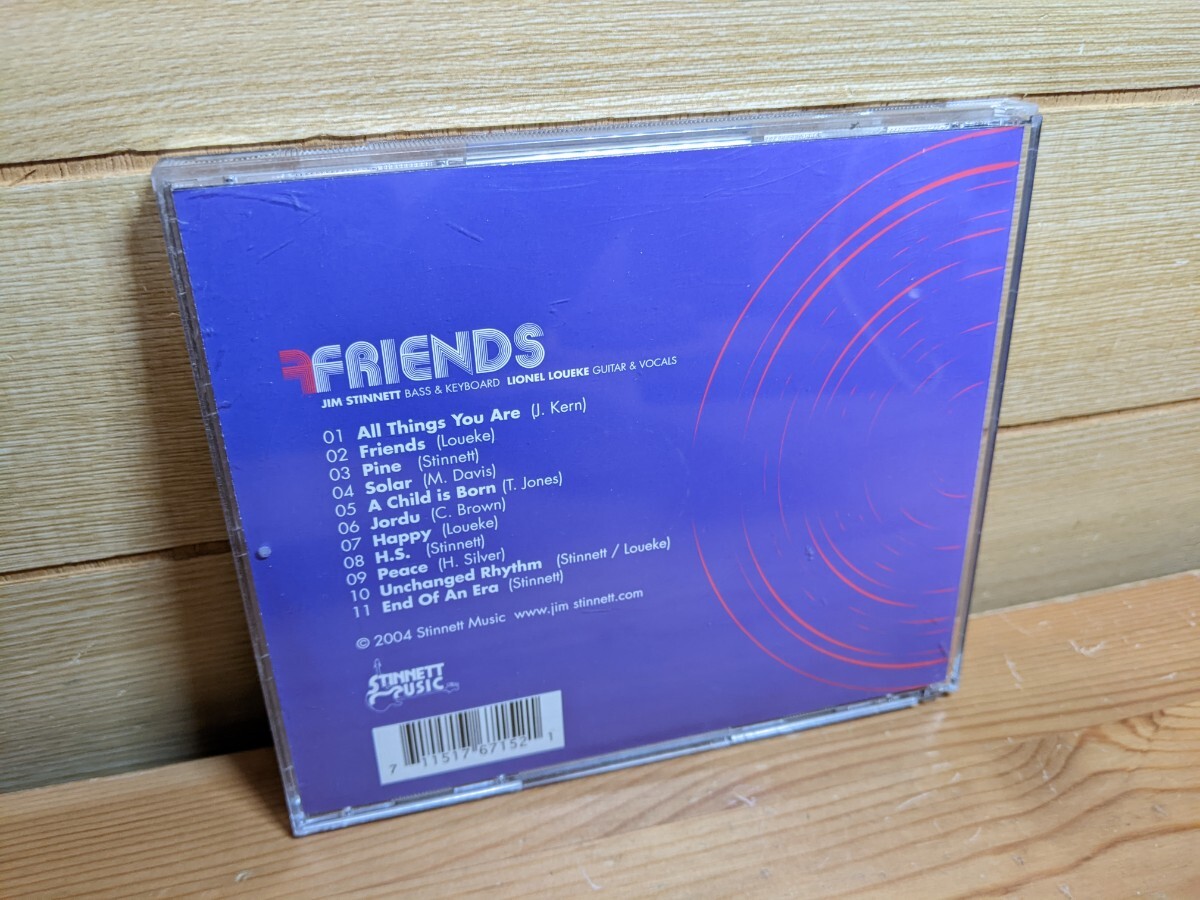 FRIENDS
JIM STINNETT BASS & KEYBOARD LIONEL LOUEKE GUITAR & VOCALS
01 All Things You Are (J. Kern)
02 Friends (Loueke)
03 Pine (Stinnett)
04 Solar (M. Davis)
05 A Child is Born (T. Jones)
06 Jordu (C. Brown)
07 Happy (Loueke)
08 H.S. (Stinnett)
09 Peace (H. Silver)
10 Unchanged Rhythm (Stinnett / Loueke)
11 End Of An Era (Stinnett)
© 2004 Stinnett Music www.jim stinnett.com
STINNETT
MUSIC
7 11517 67152 1